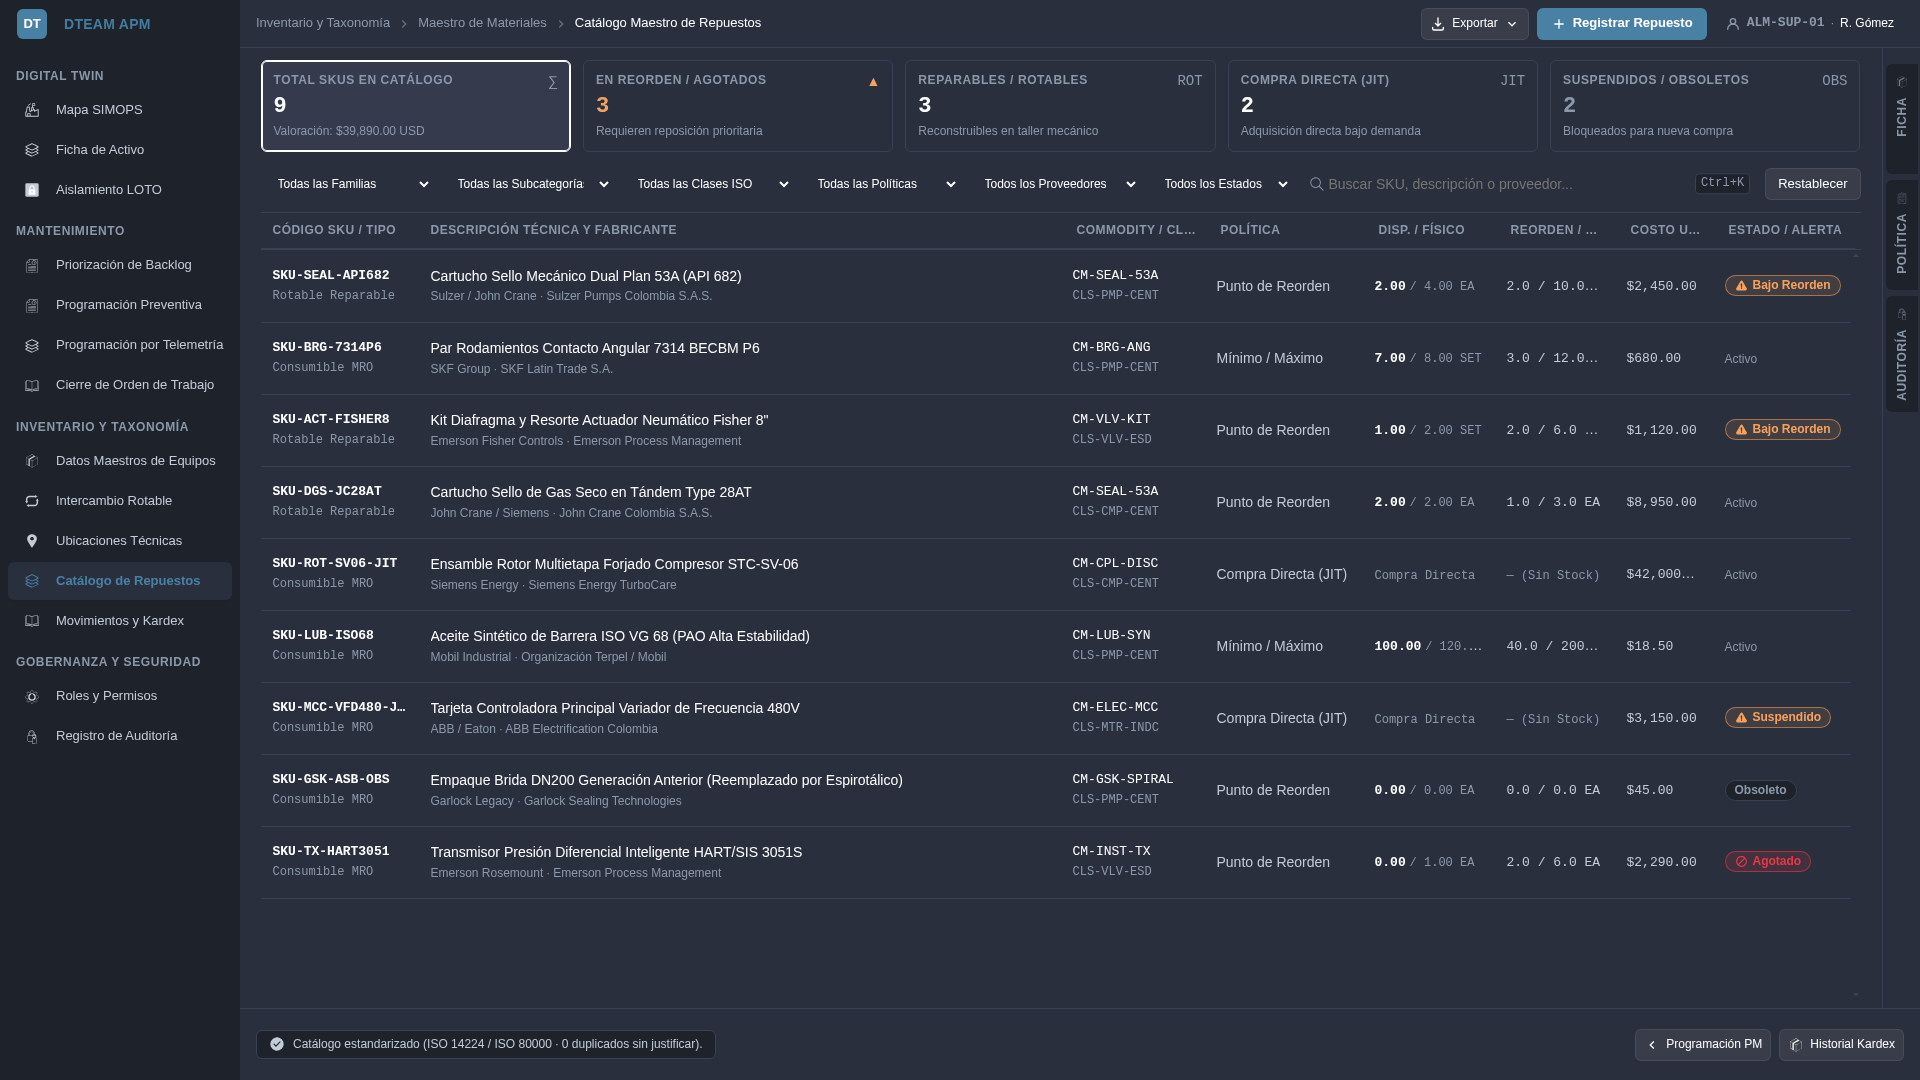 DT DTEAM APM
DIGITAL TWIN
Mapa SIMOPS
Ficha de Activo
Aislamiento LOTO
MANTENIMIENTO
Priorización de Backlog
Programación Preventiva
Programación por Telemetría
Cierre de Orden de Trabajo
INVENTARIO Y TAXONOMÍA
Datos Maestros de Equipos
Intercambio Rotable
Ubicaciones Técnicas
Catálogo de Repuestos
Movimientos y Kardex
GOBERNANZA Y SEGURIDAD
Roles y Permisos
Registro de Auditoría
Inventario y Taxonomía > Maestro de Materiales > Catálogo Maestro de Repuestos
Exportar
+ Registrar Repuesto
ALM-SUP-01 · R. Gómez
TOTAL SKUS EN CATÁLOGO ∑
9
Valoración: $39,890.00 USD
EN REORDEN / AGOTADOS ▲
3
Requieren reposición prioritaria
REPARABLES / ROTABLES ROT
3
Reconstruibles en taller mecánico
COMPRA DIRECTA (JIT) JIT
2
Adquisición directa bajo demanda
SUSPENDIDOS / OBSOLETOS OBS
2
Bloqueados para nueva compra
Todas las Familias Todas las Subcategoría Todas las Clases ISO Todas las Políticas Todos los Proveedores Todos los Estados Buscar SKU, descripción o proveedor... Ctrl+K Restablecer
CÓDIGO SKU / TIPO DESCRIPCIÓN TÉCNICA Y FABRICANTE COMMODITY / CL... POLÍTICA DISP. / FÍSICO REORDEN / ... COSTO U... ESTADO / ALERTA
SKU-SEAL-API682 Cartucho Sello Mecánico Dual Plan 53A (API 682) CM-SEAL-53A Punto de Reorden 2.00 / 4.00 EA 2.0 / 10.0... $2,450.00 Bajo Reorden
Rotable Reparable Sulzer / John Crane · Sulzer Pumps Colombia S.A.S. CLS-PMP-CENT
SKU-BRG-7314P6 Par Rodamientos Contacto Angular 7314 BECBM P6 CM-BRG-ANG Mínimo / Máximo 7.00 / 8.00 SET 3.0 / 12.0... $680.00 Activo
Consumible MRO SKF Group · SKF Latin Trade S.A. CLS-PMP-CENT
SKU-ACT-FISHER8 Kit Diafragma y Resorte Actuador Neumático Fisher 8" CM-VLV-KIT Punto de Reorden 1.00 / 2.00 SET 2.0 / 6.0 ... $1,120.00 Bajo Reorden
Rotable Reparable Emerson Fisher Controls · Emerson Process Management CLS-VLV-ESD
SKU-DGS-JC28AT Cartucho Sello de Gas Seco en Tándem Type 28AT CM-SEAL-53A Punto de Reorden 2.00 / 2.00 EA 1.0 / 3.0 EA $8,950.00 Activo
Rotable Reparable John Crane / Siemens · John Crane Colombia S.A.S. CLS-CMP-CENT
SKU-ROT-SV06-JIT Ensamble Rotor Multietapa Forjado Compresor STC-SV-06 CM-CPL-DISC Compra Directa (JIT) Compra Directa — (Sin Stock) $42,000... Activo
Consumible MRO Siemens Energy · Siemens Energy TurboCare CLS-CMP-CENT
SKU-LUB-ISO68 Aceite Sintético de Barrera ISO VG 68 (PAO Alta Estabilidad) CM-LUB-SYN Mínimo / Máximo 100.00 / 120.... 40.0 / 200... $18.50 Activo
Consumible MRO Mobil Industrial · Organización Terpel / Mobil CLS-PMP-CENT
SKU-MCC-VFD480-J... Tarjeta Controladora Principal Variador de Frecuencia 480V CM-ELEC-MCC Compra Directa (JIT) Compra Directa — (Sin Stock) $3,150.00 Suspendido
Consumible MRO ABB / Eaton · ABB Electrification Colombia CLS-MTR-INDC
SKU-GSK-ASB-OBS Empaque Brida DN200 Generación Anterior (Reemplazado por Espirotálico) CM-GSK-SPIRAL Punto de Reorden 0.00 / 0.00 EA 0.0 / 0.0 EA $45.00 Obsoleto
Consumible MRO Garlock Legacy · Garlock Sealing Technologies CLS-PMP-CENT
SKU-TX-HART3051 Transmisor Presión Diferencial Inteligente HART/SIS 3051S CM-INST-TX Punto de Reorden 0.00 / 1.00 EA 2.0 / 6.0 EA $2,290.00 Agotado
Consumible MRO Emerson Rosemount · Emerson Process Management CLS-VLV-ESD
FICHA
POLÍTICA
AUDITORÍA
Catálogo estandarizado (ISO 14224 / ISO 80000 · 0 duplicados sin justificar).
Programación PM
Historial Kardex